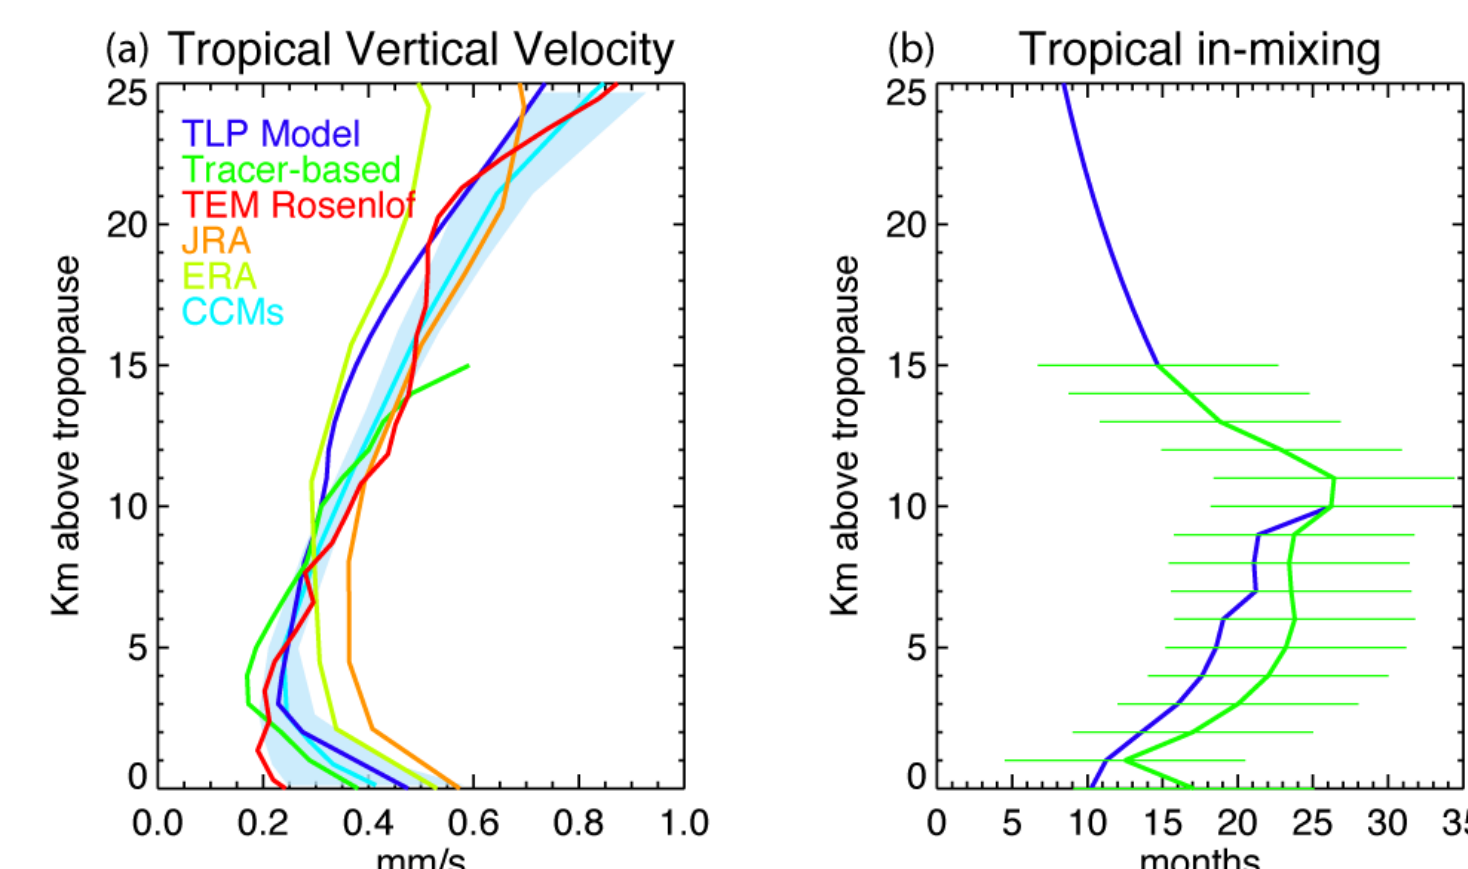 (a) Tropical Vertical Velocity
25
20
15
10
5
0
Km above tropopause
TLP Model
Tracer-based
TEM Rosenlof
JRA
ERA
CCMs
0.0 0.2 0.4 0.6 0.8 1.0
mm/s
(b) Tropical in-mixing
25
20
15
10
5
0
Km above tropopause
0 5 10 15 20 25 30 35
months